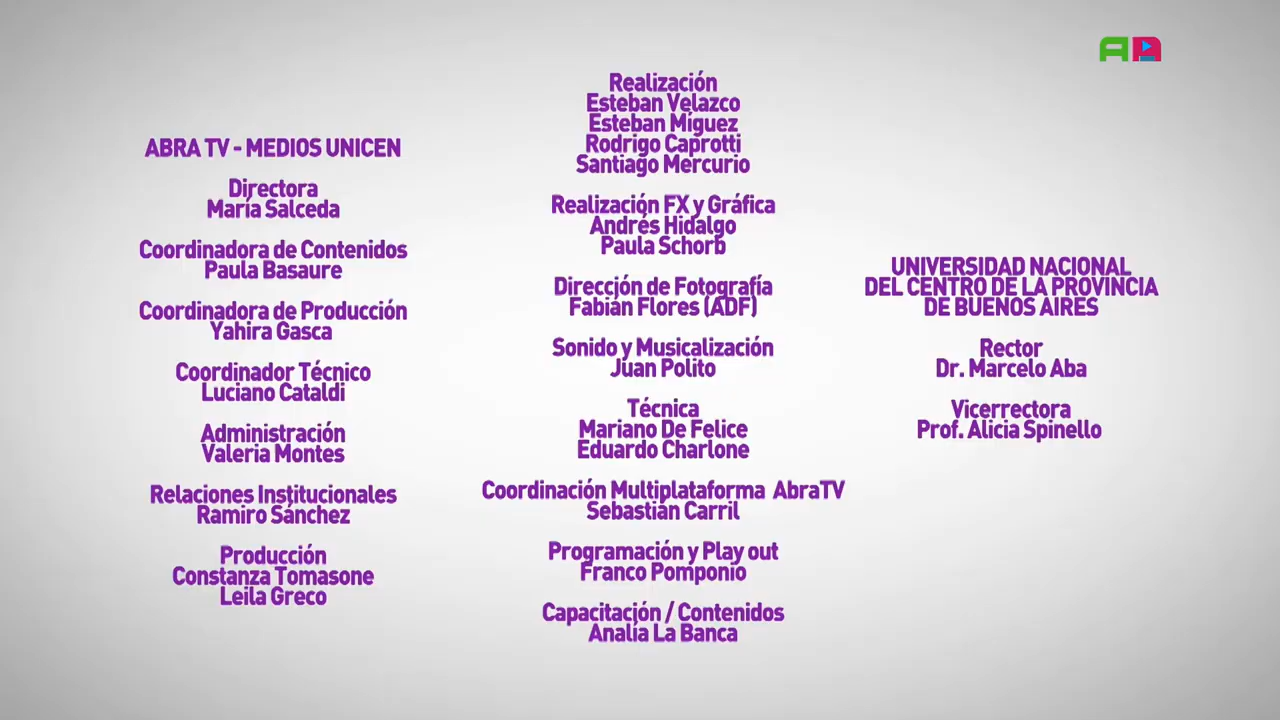 ABRA TV - MEDIOS UNICEN
Directora
María Salceda
Coordinadora de Contenidos
Paula Basaure
Coordinadora de Producción
Yahira Gasca
Coordinador Técnico
Luciano Cataldi
Administración
Valeria Montes
Relaciones Institucionales
Ramiro Sánchez
Producción
Constanza Tomasone
Leila Greco
Realización
Esteban Velazco
Esteban Míguez
Rodrigo Caprotti
Santiago Mercurio
Realización FX y Gráfica
Andrés Hidalgo
Paula Schorb
Dirección de Fotografía
Fabián Flores (ADF)
Sonido y Musicalización
Juan Polito
Técnica
Mariano De Felice
Eduardo Charlone
Coordinación Multiplataforma AbraTV
Sebastián Carril
Programación y Play out
Franco Pomponio
Capacitación / Contenidos
Analía La Banca
UNIVERSIDAD NACIONAL
DEL CENTRO DE LA PROVINCIA
DE BUENOS AIRES
Rector
Dr. Marcelo Aba
Vicerrectora
Prof. Alicia Spinello